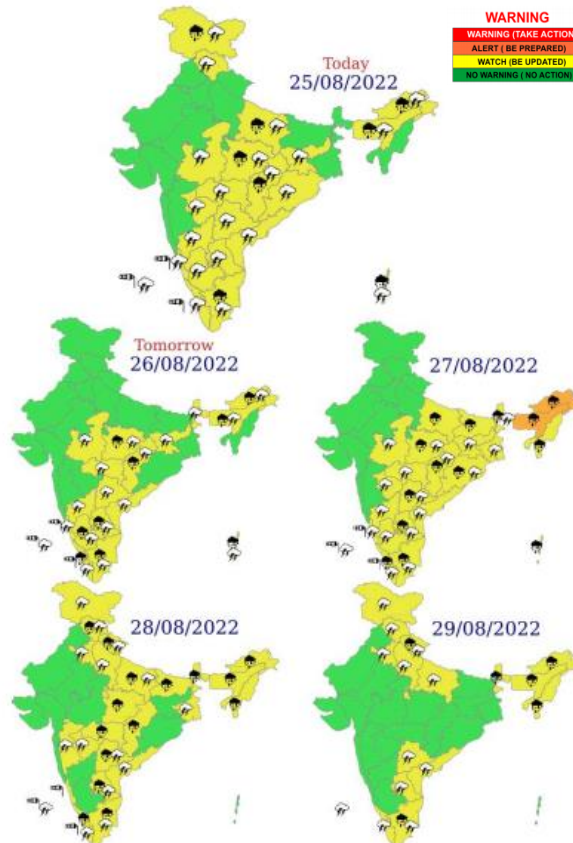 WARNING
WARNING (TAKE ACTION
ALERT ( BE PREPARED)
WATCH (BE UPDATED)
NO WARNING ( NO ACTION)
Today
25/08/2022
Tomorrow
26/08/2022
27/08/2022
28/08/2022
29/08/2022